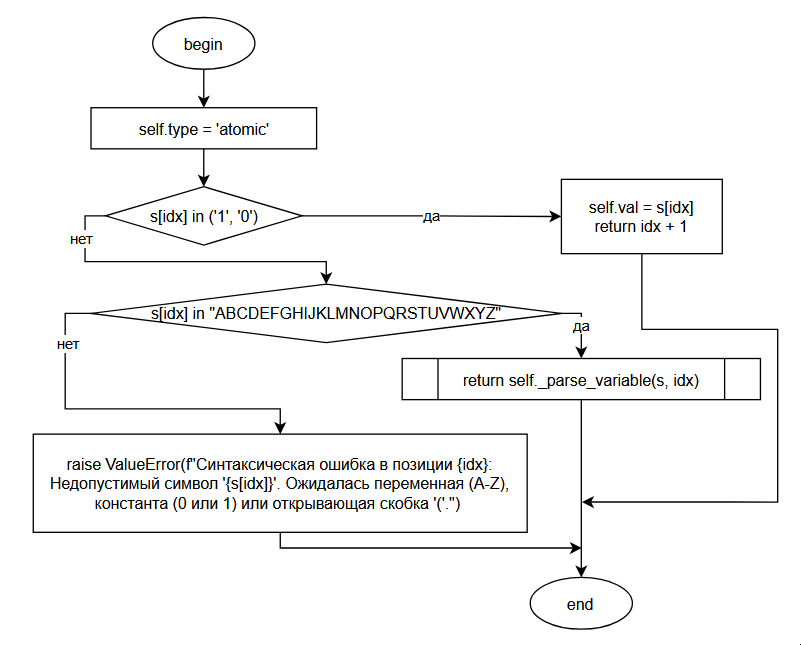 begin
self.type = 'atomic'
s[idx] in ('1', '0')
да
self.val = s[idx]
return idx + 1
нет
s[idx] in "ABCDEFGHIJKLMNOPQRSTUVWXYZ"
да
нет
return self._parse_variable(s, idx)
raise ValueError(f"Синтаксическая ошибка в позиции {idx}:
Недопустимый символ '{s[idx]}'. Ожидалась переменная (A-Z),
константа (0 или 1) или открывающая скобка '('.")
end